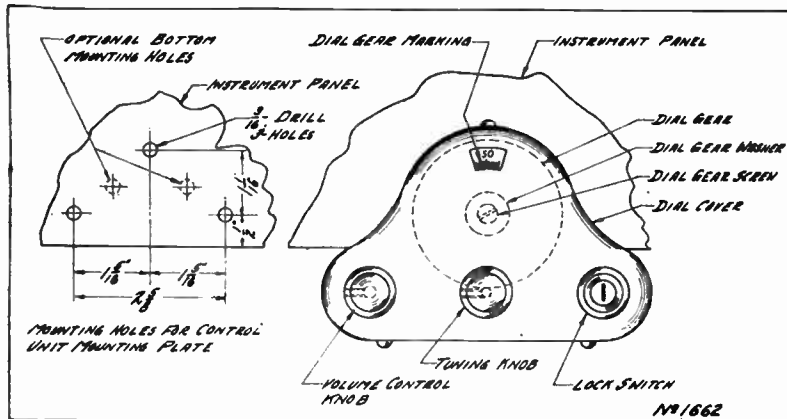 OPTIONAL BOTTOM
MOUNTING HOLES
INSTRUMENT PANEL
3/16" DRILL
3 HOLES
1/2"
1 5/16"
1 5/16"
2 5/8
MOUNTING HOLES FOR CONTROL
UNIT MOUNTING PLATE
DIAL GEAR MARKING
INSTRUMENT PANEL
50
DIAL GEAR
DIAL GEAR WASHER
DIAL GEAR SCREW
DIAL COVER
VOLUME CONTROL
KNOB
TUNING KNOB
LOCK SWITCH
Nº 1662